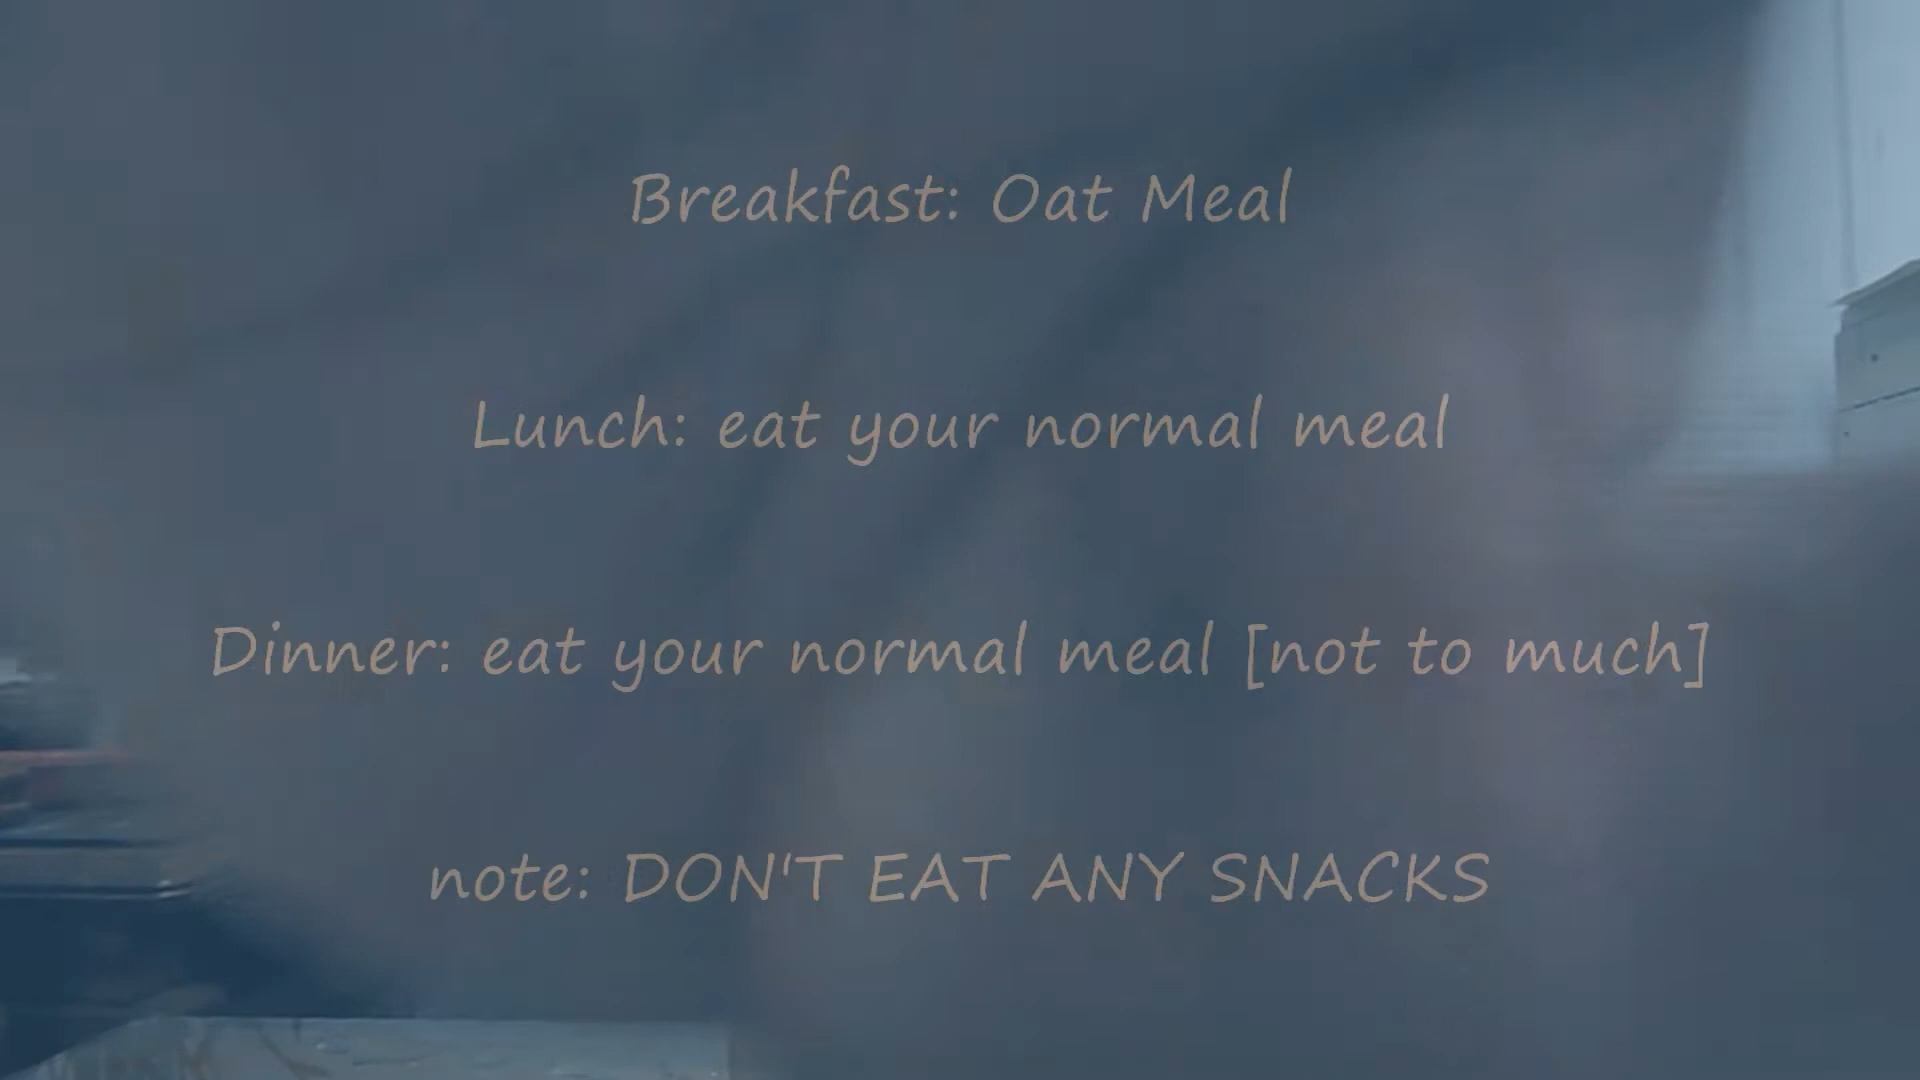 Breakfast: Oat Meal
Lunch: eat your normal meal
Dinner: eat your normal meal [not to much]
note: DON'T EAT ANY SNACKS